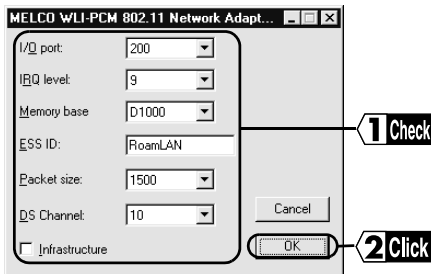 MELCO WLI-PCM 802.11 Network Adapt...
I/O port: 200
IRQ level: 9
Memory base D1000
1 Check
ESS ID: RoamLAN
Packet size: 1500
DS Channel: 10
Cancel
Infrastructure
OK
2 Click